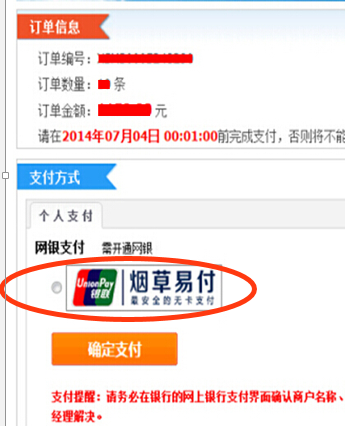 订单信息
订单编号：
订单数量： 条
订单金额： 元
请在2014年07月04日 00:01:00前完成支付，否则将不能
支付方式
个人支付
网银支付 需开通网银
UnionPay 银联 烟草易付
最安全的无卡支付
确定支付
支付提醒：请务必在银行的网上银行支付界面确认商户名称、
经理解决。